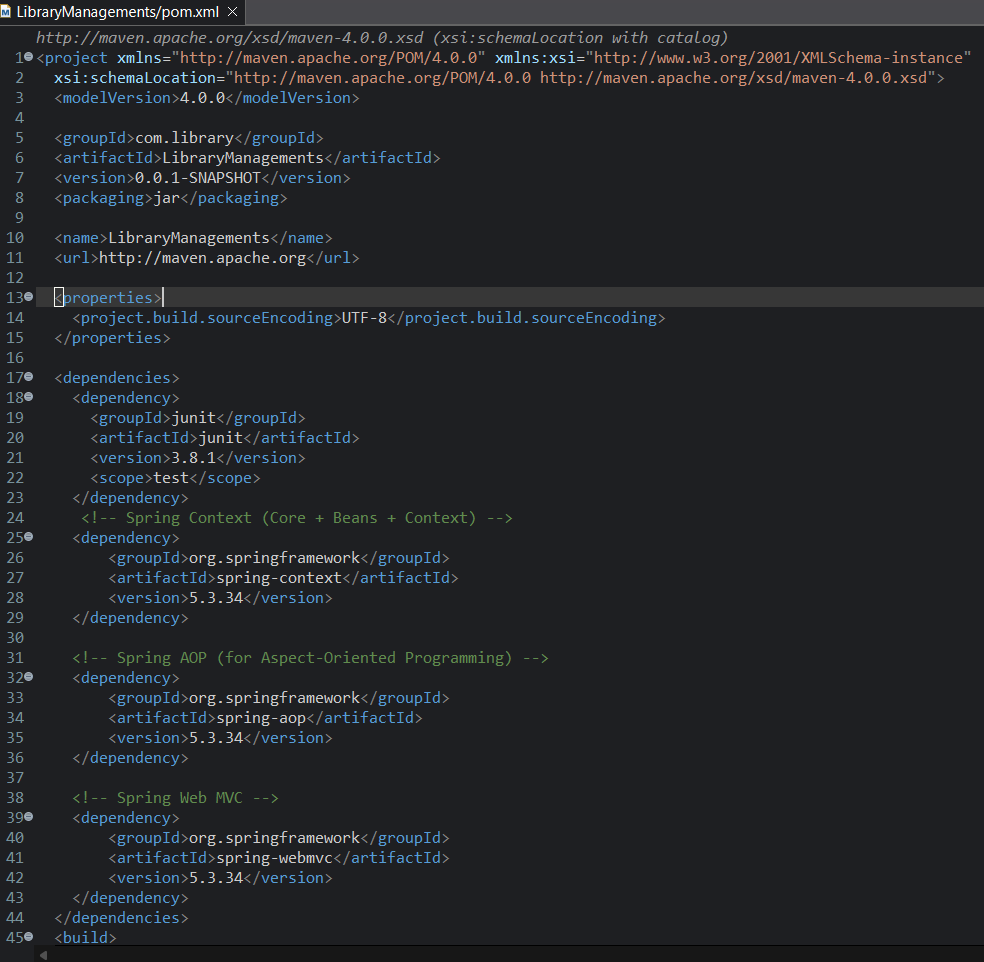 LibraryManagements/pom.xml
http://maven.apache.org/xsd/maven-4.0.0.xsd (xsi:schemaLocation with catalog)
1 <project xmlns="http://maven.apache.org/POM/4.0.0" xmlns:xsi="http://www.w3.org/2001/XMLSchema-instance"
2   xsi:schemaLocation="http://maven.apache.org/POM/4.0.0 http://maven.apache.org/xsd/maven-4.0.0.xsd">
3   <modelVersion>4.0.0</modelVersion>
4
5   <groupId>com.library</groupId>
6   <artifactId>LibraryManagements</artifactId>
7   <version>0.0.1-SNAPSHOT</version>
8   <packaging>jar</packaging>
9
10   <name>LibraryManagements</name>
11   <url>http://maven.apache.org</url>
12
13   <properties>
14     <project.build.sourceEncoding>UTF-8</project.build.sourceEncoding>
15   </properties>
16
17   <dependencies>
18     <dependency>
19       <groupId>junit</groupId>
20       <artifactId>junit</artifactId>
21       <version>3.8.1</version>
22       <scope>test</scope>
23     </dependency>
24      <!-- Spring Context (Core + Beans + Context) -->
25     <dependency>
26         <groupId>org.springframework</groupId>
27         <artifactId>spring-context</artifactId>
28         <version>5.3.34</version>
29     </dependency>
30
31     <!-- Spring AOP (for Aspect-Oriented Programming) -->
32     <dependency>
33         <groupId>org.springframework</groupId>
34         <artifactId>spring-aop</artifactId>
35         <version>5.3.34</version>
36     </dependency>
37
38     <!-- Spring Web MVC -->
39     <dependency>
40         <groupId>org.springframework</groupId>
41         <artifactId>spring-webmvc</artifactId>
42         <version>5.3.34</version>
43     </dependency>
44   </dependencies>
45   <build>